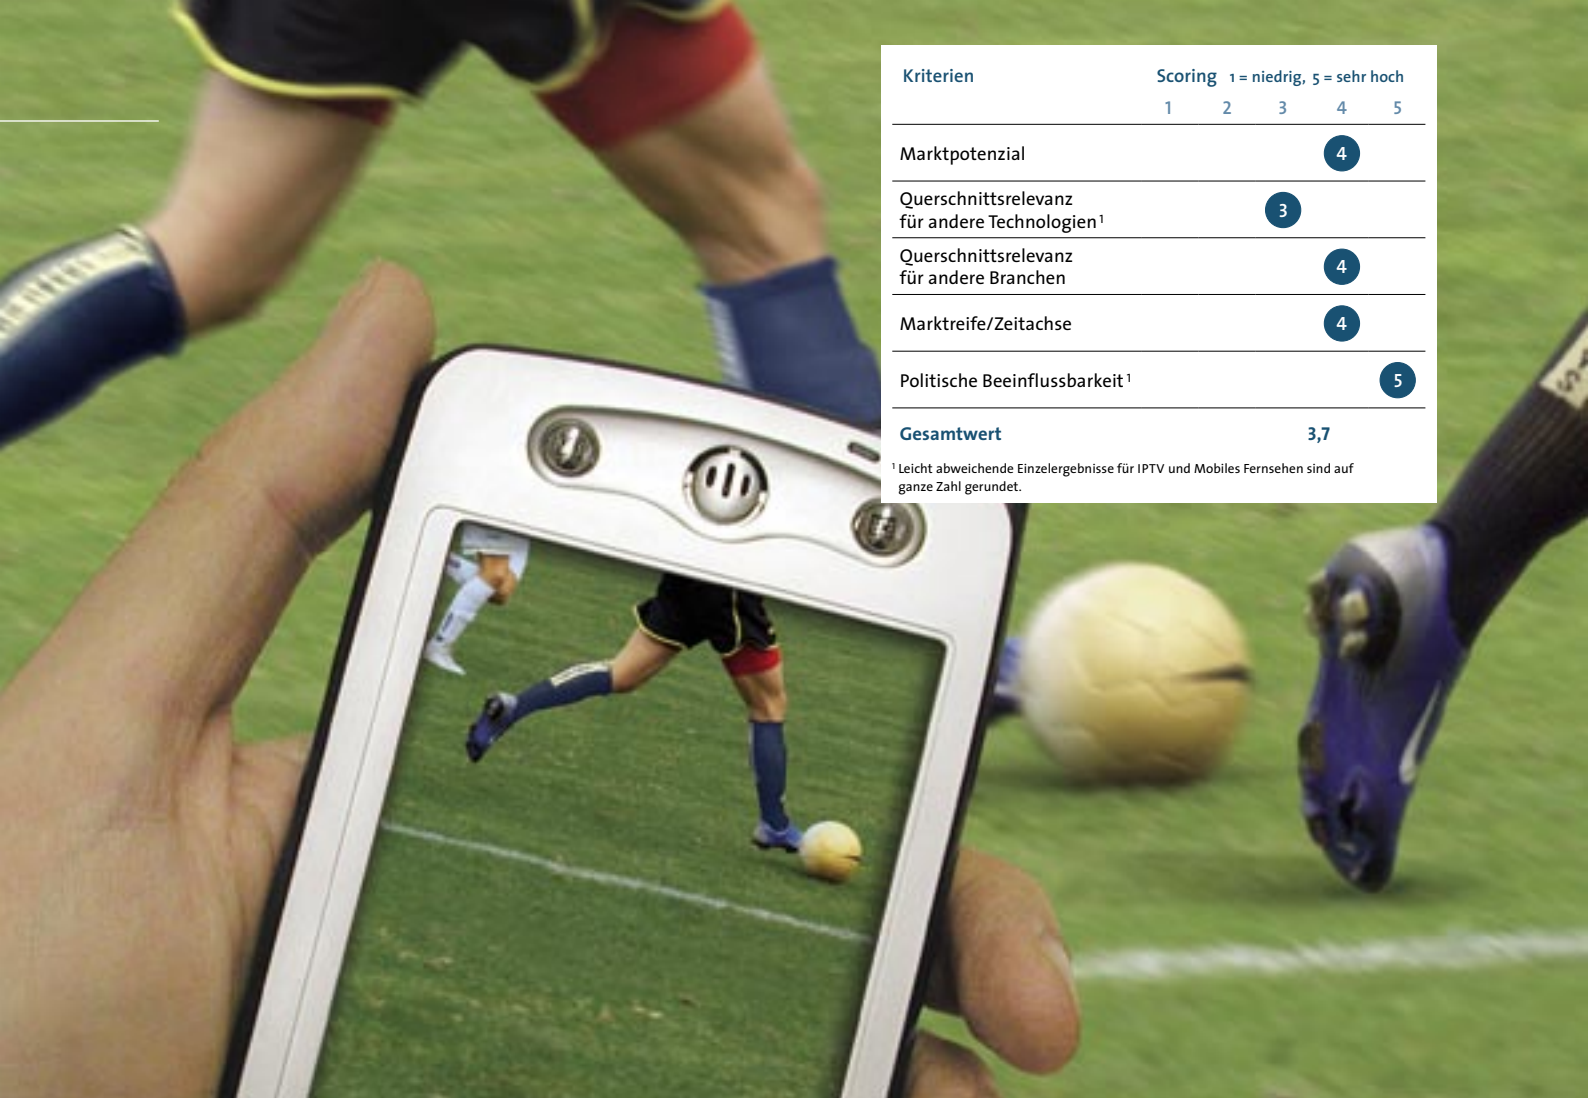 Kriterien Scoring 1 = niedrig, 5 = sehr hoch
1 2 3 4 5
Marktpotenzial 4
Querschnittsrelevanz
für andere Technologien¹ 3
Querschnittsrelevanz
für andere Branchen 4
Marktreife/Zeitachse 4
Politische Beeinflussbarkeit¹ 5
Gesamtwert 3,7
¹ Leicht abweichende Einzelergebnisse für IPTV und Mobiles Fernsehen sind auf
ganze Zahl gerundet.